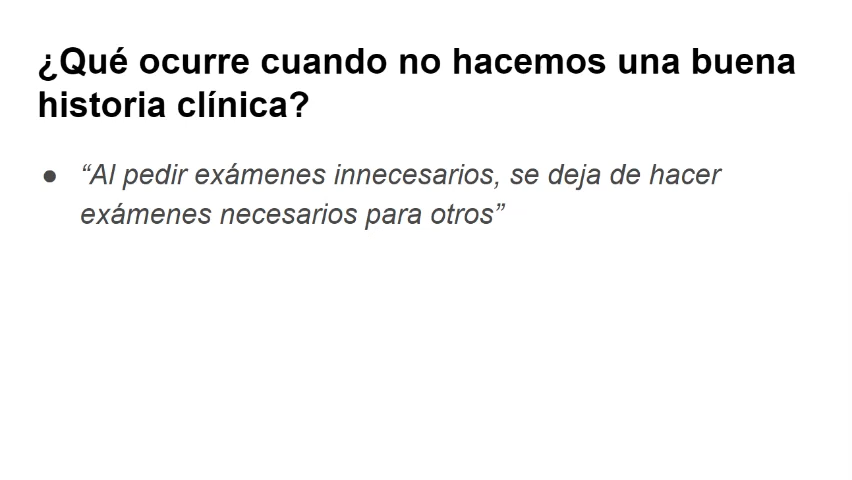 ¿Qué ocurre cuando no hacemos una buena
historia clínica?
● “Al pedir exámenes innecesarios, se deja de hacer
exámenes necesarios para otros”